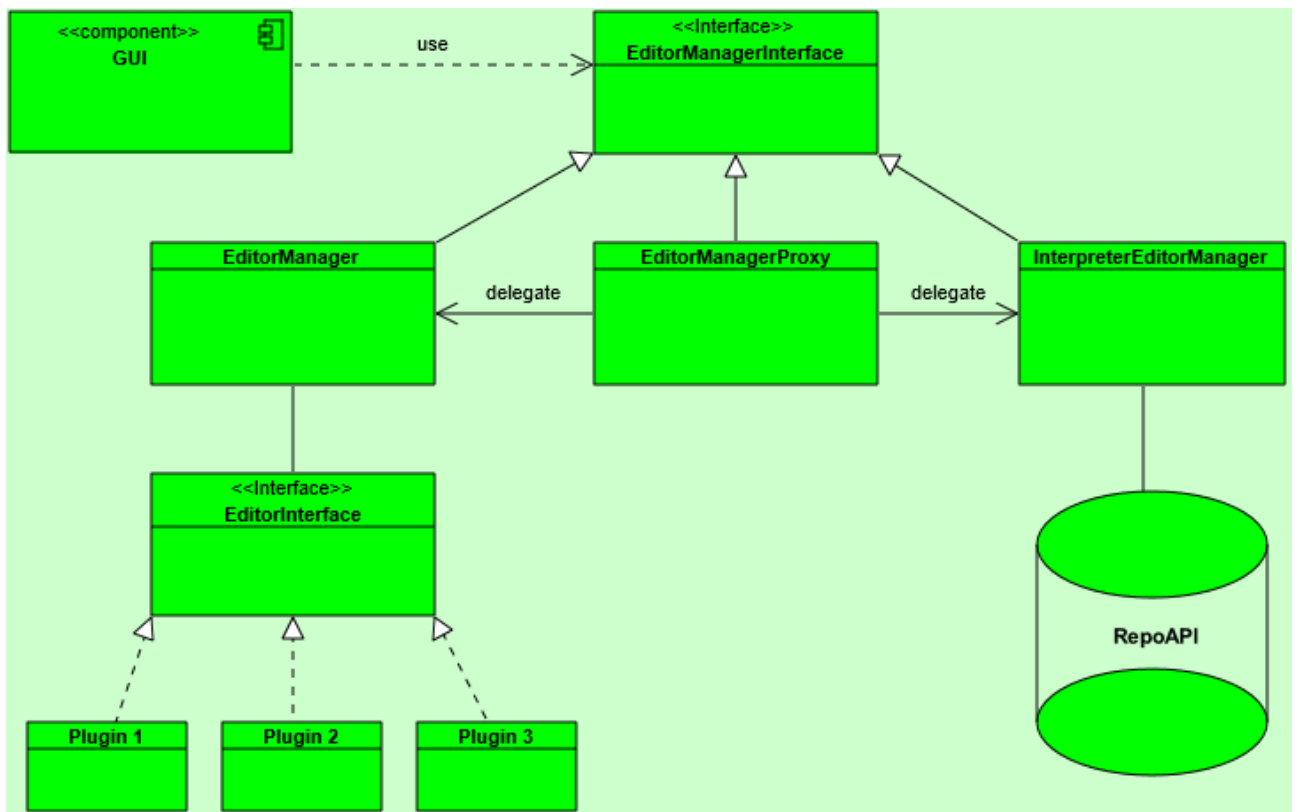 <<component>>
GUI
use
<<Interface>>
EditorManagerInterface
EditorManager
EditorManagerProxy
InterpreterEditorManager
delegate
delegate
<<Interface>>
EditorInterface
RepoAPI
Plugin 1
Plugin 2
Plugin 3